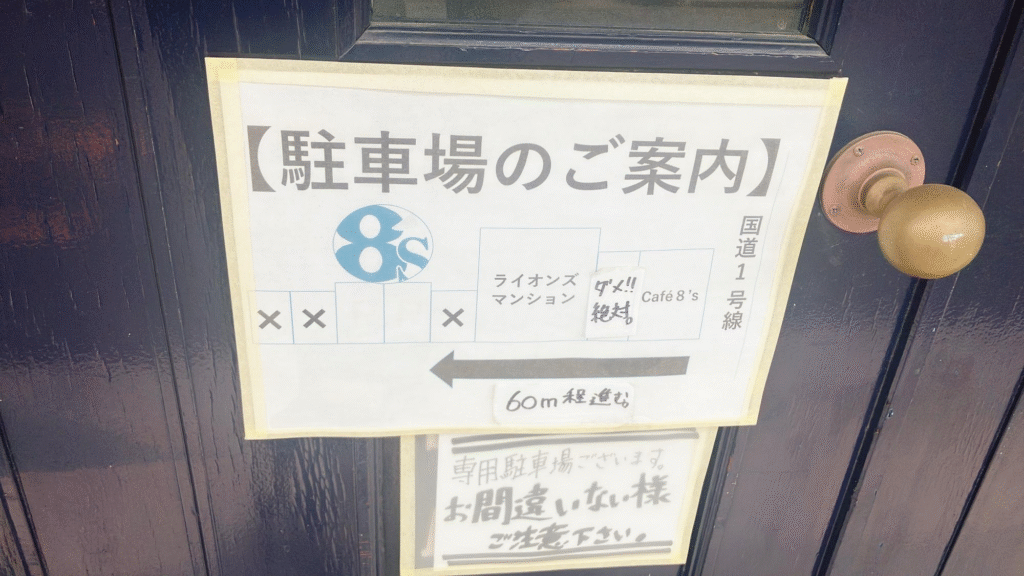 【駐車場のご案内】
8s
国道1号線
ライオンズ
マンション
ダメ!!
絶対。
Café 8's
× × ×
60m程進む。
専用駐車場ございます。
お間違いない様
ご注意下さい。